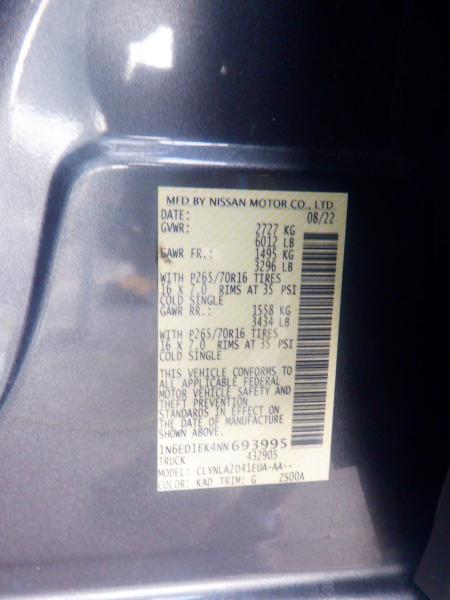 MFD BY NISSAN MOTOR CO., LTD.
DATE: 08/22
GVWR: 2727 KG
6012 LB
GAWR FR.: 1495 KG
3296 LB
WITH P265/70R16 TIRES
16 X 7.0 RIMS AT 35 PSI
COLD SINGLE
GAWR RR.: 1558 KG
3434 LB
WITH P265/70R16 TIRES
16 X 7.0 RIMS AT 35 PSI
COLD SINGLE
THIS VEHICLE CONFORMS TO
ALL APPLICABLE FEDERAL
MOTOR VEHICLE SAFETY AND
THEFT PREVENTION
STANDARDS IN EFFECT ON
THE DATE OF MANUFACTURE
SHOWN ABOVE.
1N6ED1EK4NN693995
TRUCK 432905
MODEL: CLYNLA2D41EUA-AA--
COLOR: KAD TRIM: G ZS00A